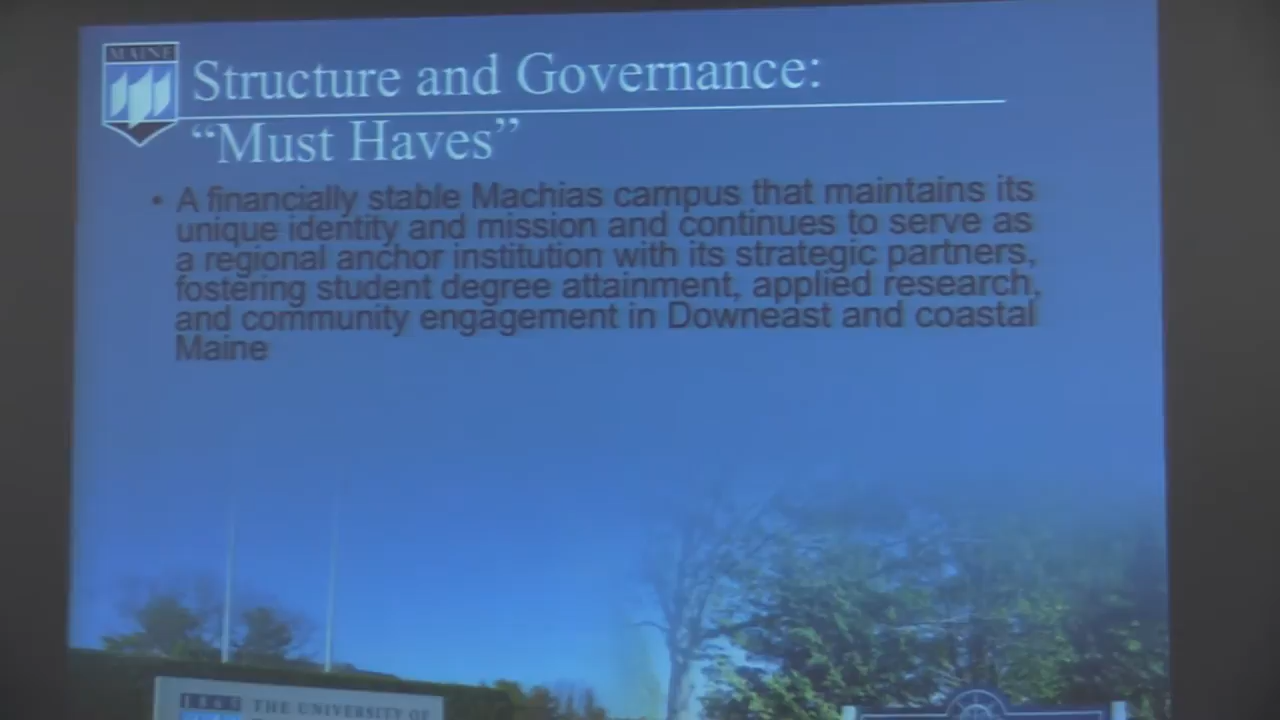 MAINE
Structure and Governance:
“Must Haves”
• A financially stable Machias campus that maintains its
unique identity and mission and continues to serve as
a regional anchor institution with its strategic partners,
fostering student degree attainment, applied research,
and community engagement in Downeast and coastal
Maine
1865 THE UNIVERSITY OF